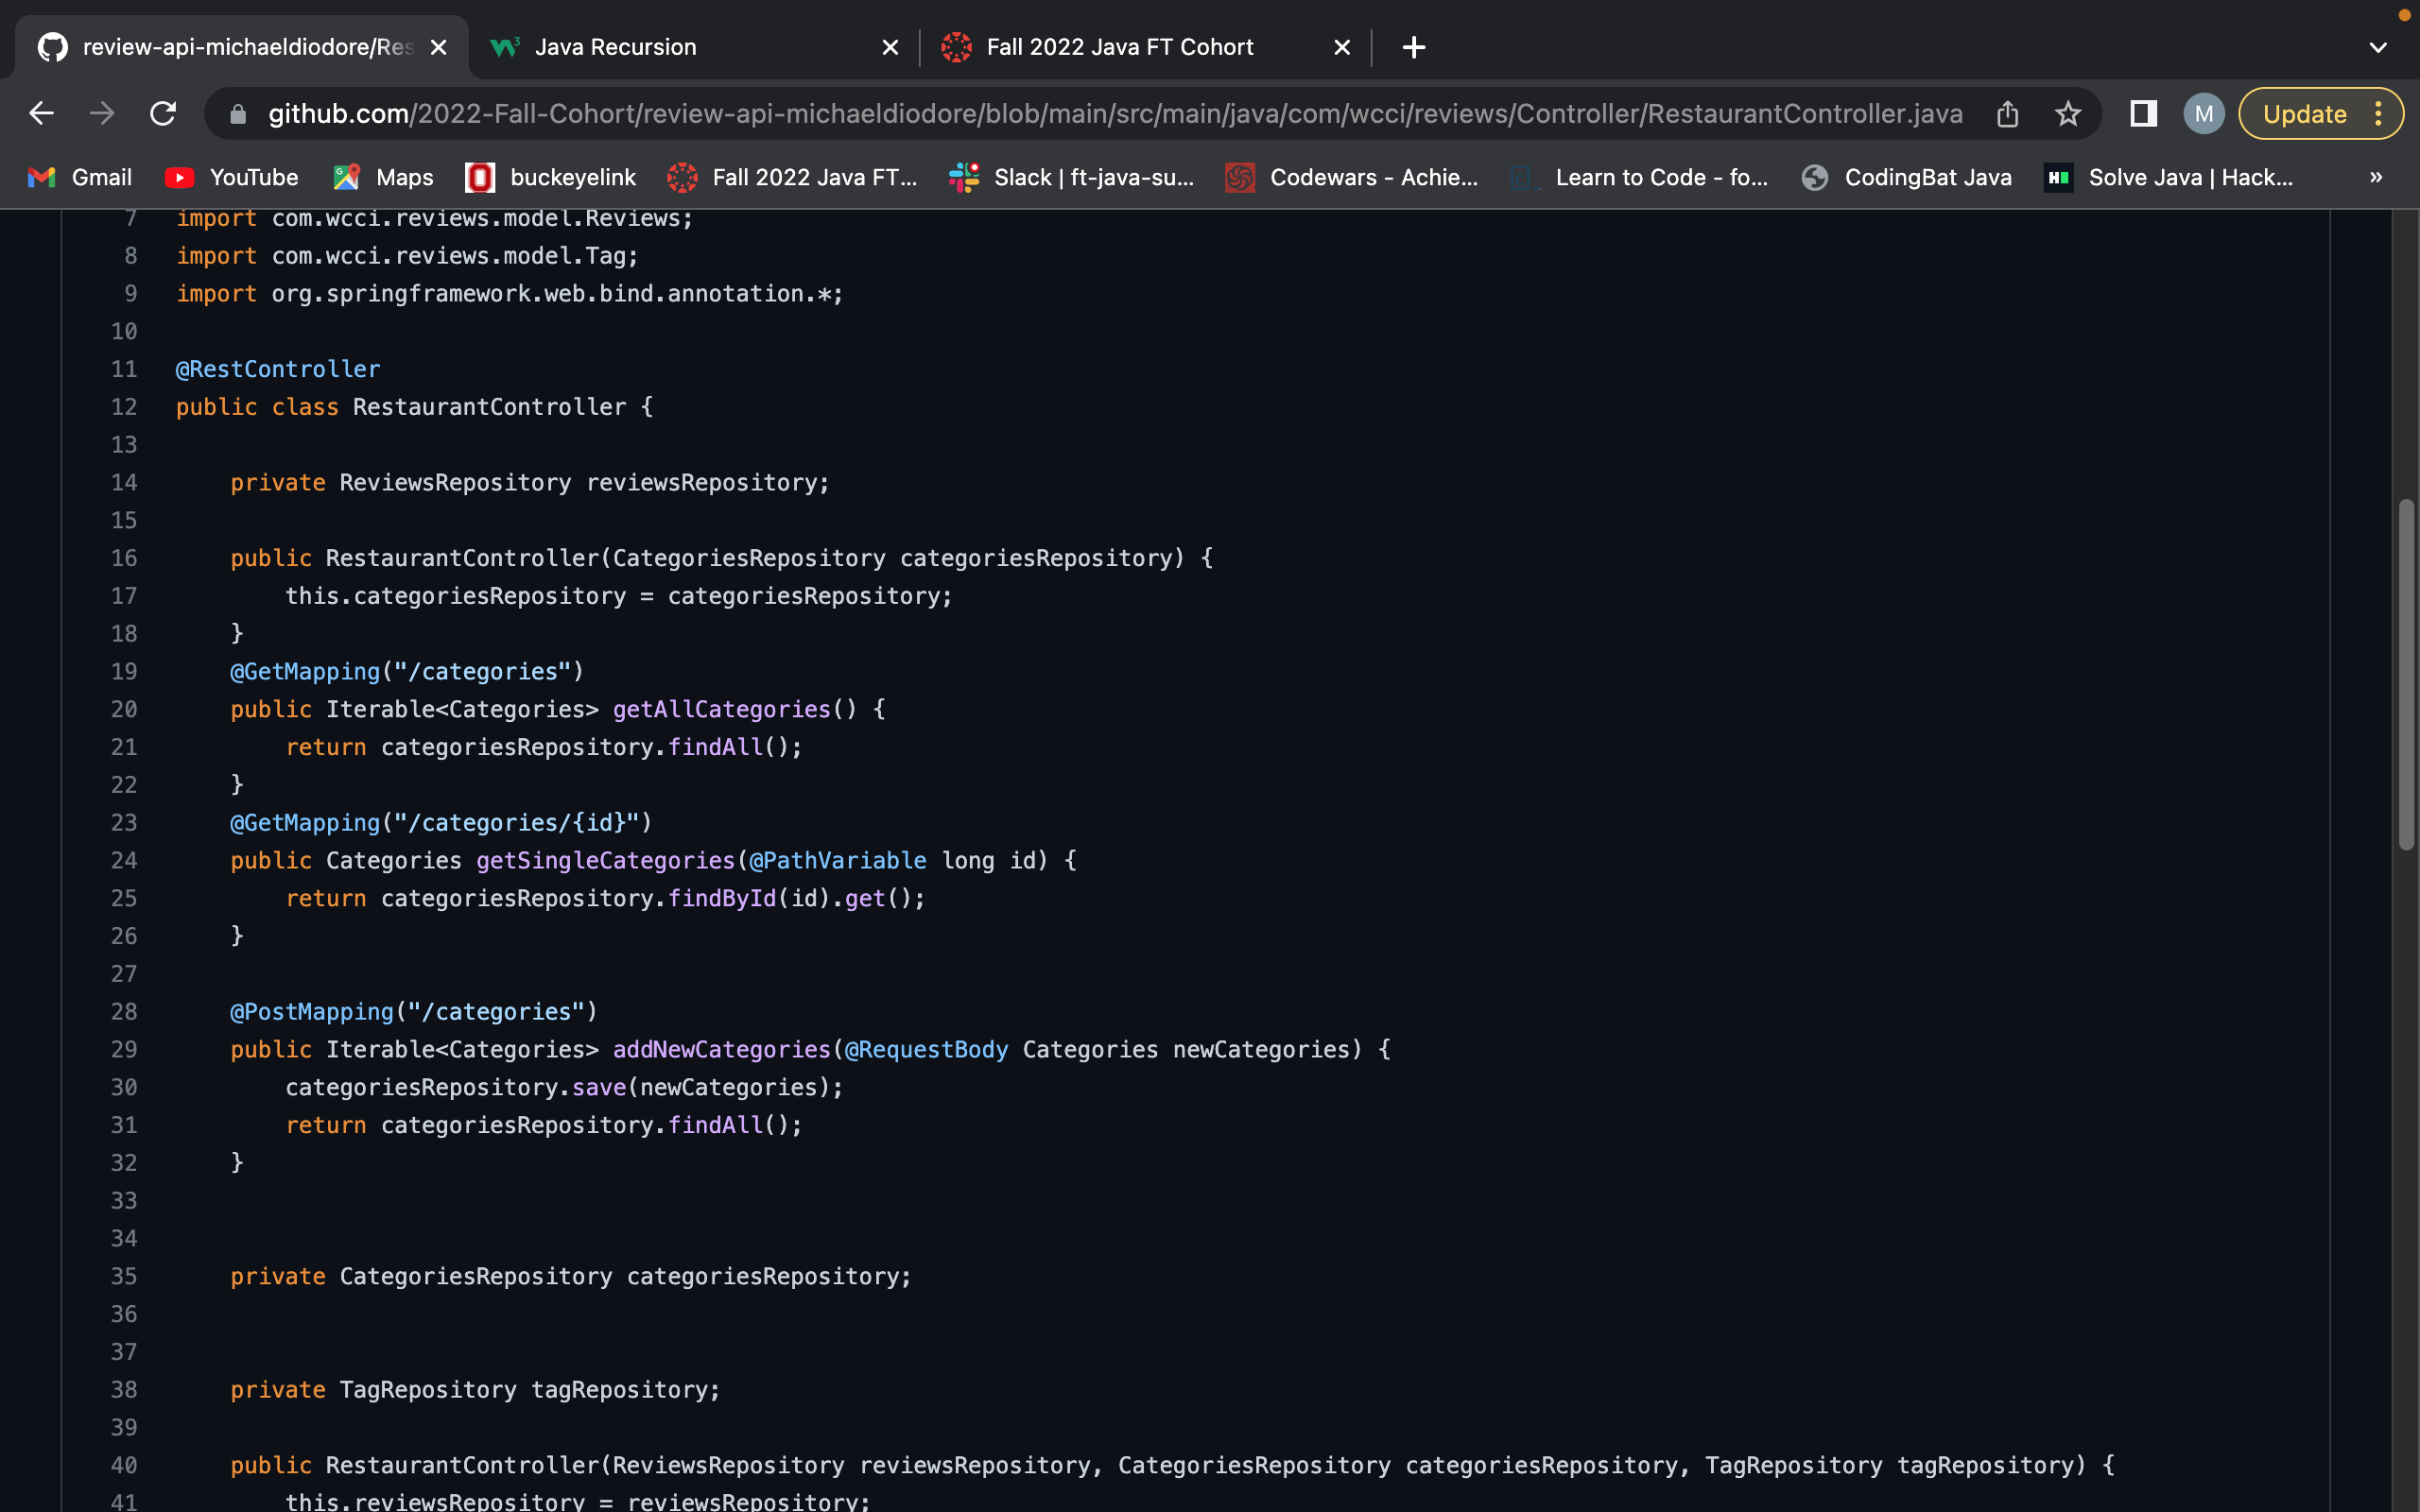 review-api-michaeldiodore/Res
Java Recursion
Fall 2022 Java FT Cohort
github.com/2022-Fall-Cohort/review-api-michaeldiodore/blob/main/src/main/java/com/wcci/reviews/Controller/RestaurantController.java
M
Update
Gmail
YouTube
Maps
buckeyelink
Fall 2022 Java FT...
Slack | ft-java-su...
Codewars - Achie...
Learn to Code - fo...
CodingBat Java
Solve Java | Hack...
»
7 import com.wcci.reviews.model.Reviews;
8 import com.wcci.reviews.model.Tag;
9 import org.springframework.web.bind.annotation.*;
10
11 @RestController
12 public class RestaurantController {
13
14 private ReviewsRepository reviewsRepository;
15
16 public RestaurantController(CategoriesRepository categoriesRepository) {
17 this.categoriesRepository = categoriesRepository;
18 }
19 @GetMapping("/categories")
20 public Iterable<Categories> getAllCategories() {
21 return categoriesRepository.findAll();
22 }
23 @GetMapping("/categories/{id}")
24 public Categories getSingleCategories(@PathVariable long id) {
25 return categoriesRepository.findById(id).get();
26 }
27
28 @PostMapping("/categories")
29 public Iterable<Categories> addNewCategories(@RequestBody Categories newCategories) {
30 categoriesRepository.save(newCategories);
31 return categoriesRepository.findAll();
32 }
33
34
35 private CategoriesRepository categoriesRepository;
36
37
38 private TagRepository tagRepository;
39
40 public RestaurantController(ReviewsRepository reviewsRepository, CategoriesRepository categoriesRepository, TagRepository tagRepository) {
41 this.reviewsRepository = reviewsRepository;